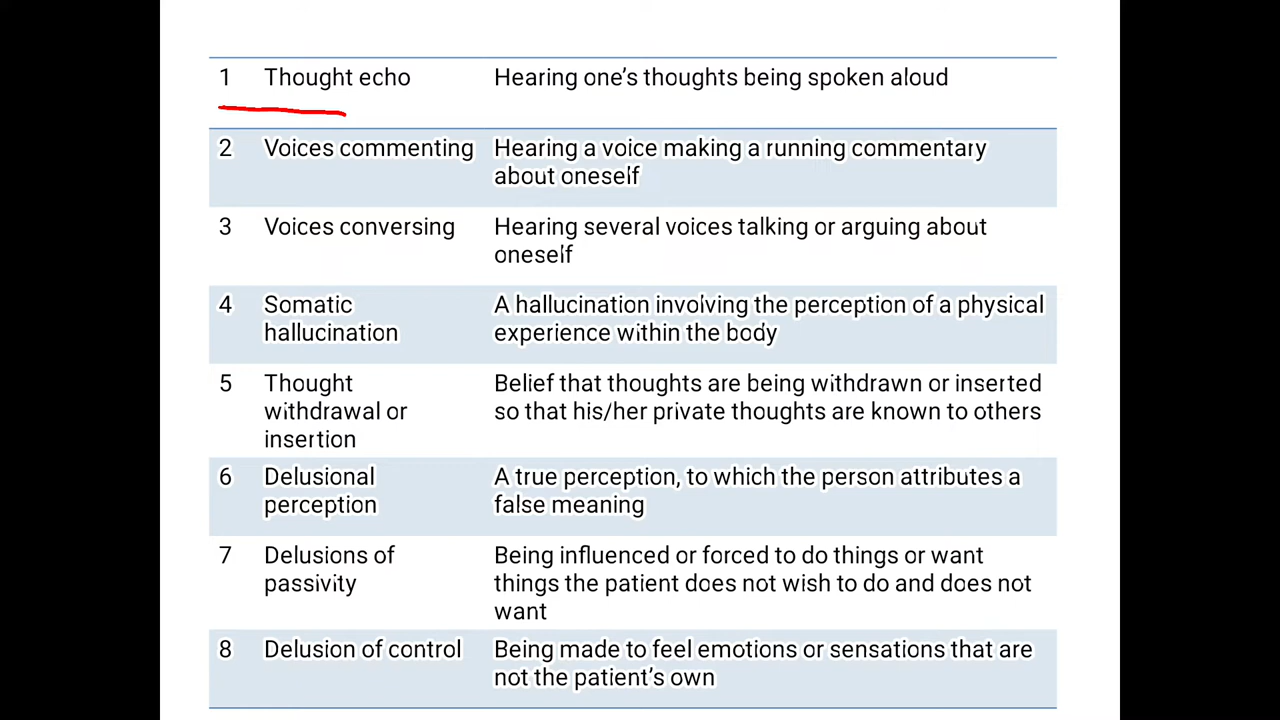 1 Thought echo Hearing one's thoughts being spoken aloud
2 Voices commenting Hearing a voice making a running commentary
about oneself
3 Voices conversing Hearing several voices talking or arguing about
oneself
4 Somatic A hallucination involving the perception of a physical
hallucination experience within the body
5 Thought Belief that thoughts are being withdrawn or inserted
withdrawal or so that his/her private thoughts are known to others
insertion
6 Delusional A true perception, to which the person attributes a
perception false meaning
7 Delusions of Being influenced or forced to do things or want
passivity things the patient does not wish to do and does not
want
8 Delusion of control Being made to feel emotions or sensations that are
not the patient's own